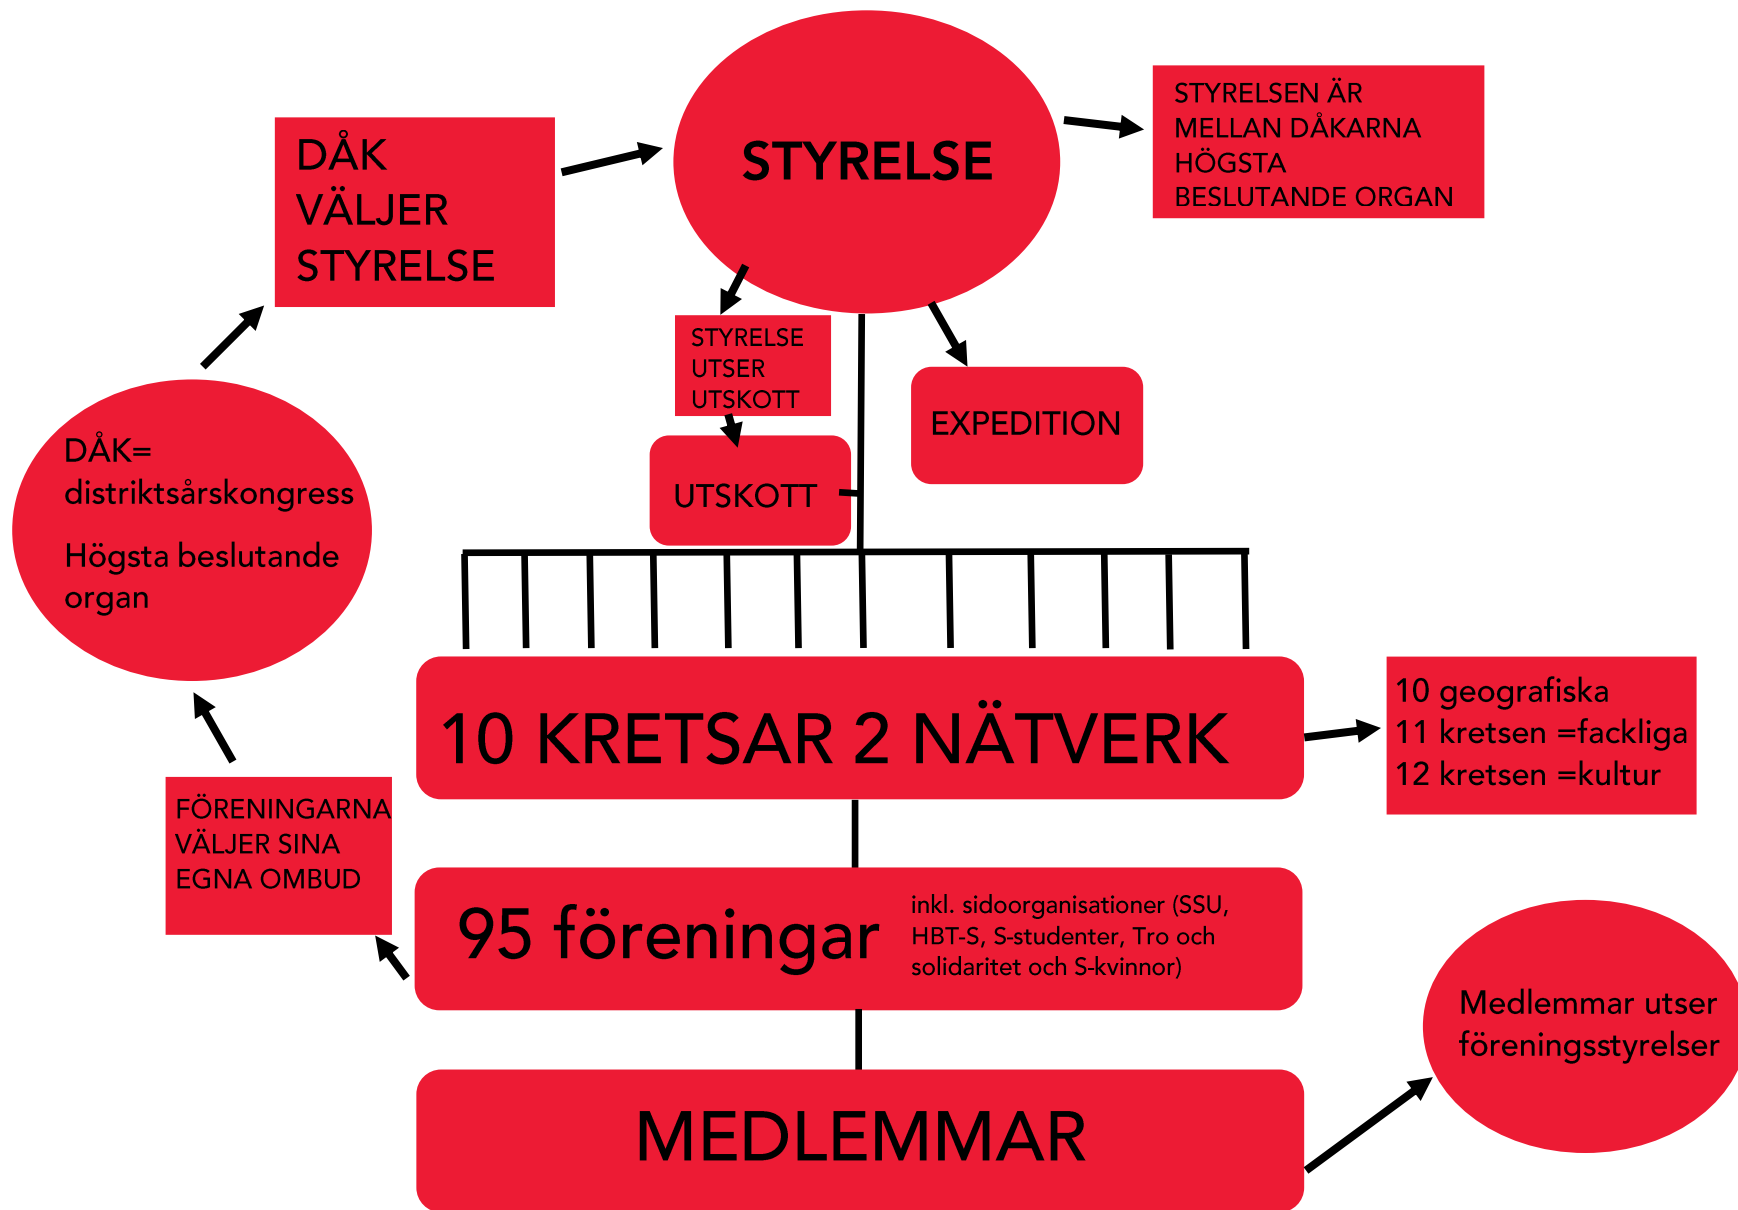 STYRELSE
STYRELSEN ÄR
MELLAN DÅKARNA
HÖGSTA
BESLUTANDE ORGAN
DÅK
VÄLJER
STYRELSE
STYRELSE
UTSER
UTSKOTT
EXPEDITION
UTSKOTT
DÅK=
distriktsårskongress
Högsta beslutande
organ
10 KRETSAR 2 NÄTVERK
10 geografiska
11 kretsen =fackliga
12 kretsen =kultur
FÖRENINGARNA
VÄLJER SINA
EGNA OMBUD
95 föreningar
inkl. sidoorganisationer (SSU,
HBT-S, S-studenter, Tro och
solidaritet och S-kvinnor)
Medlemmar utser
föreningsstyrelser
MEDLEMMAR